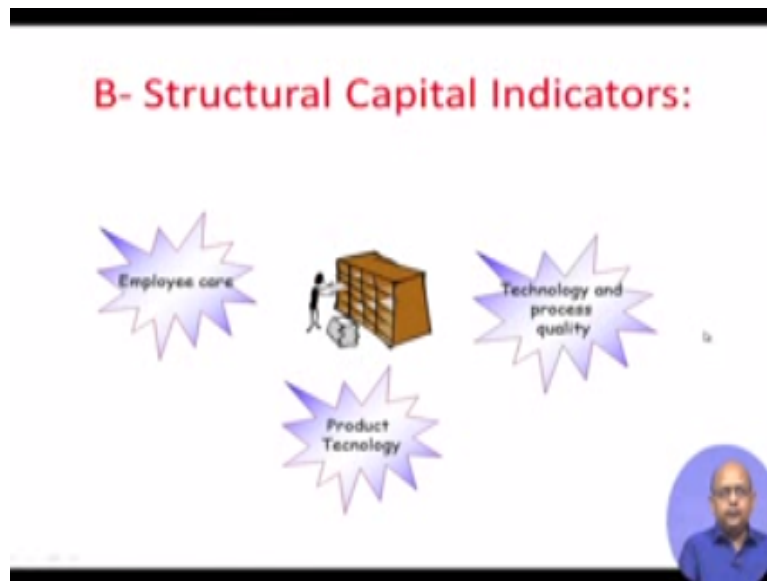 B- Structural Capital Indicators:
Employee care
Technology and
process
quality
Product
Tecnology